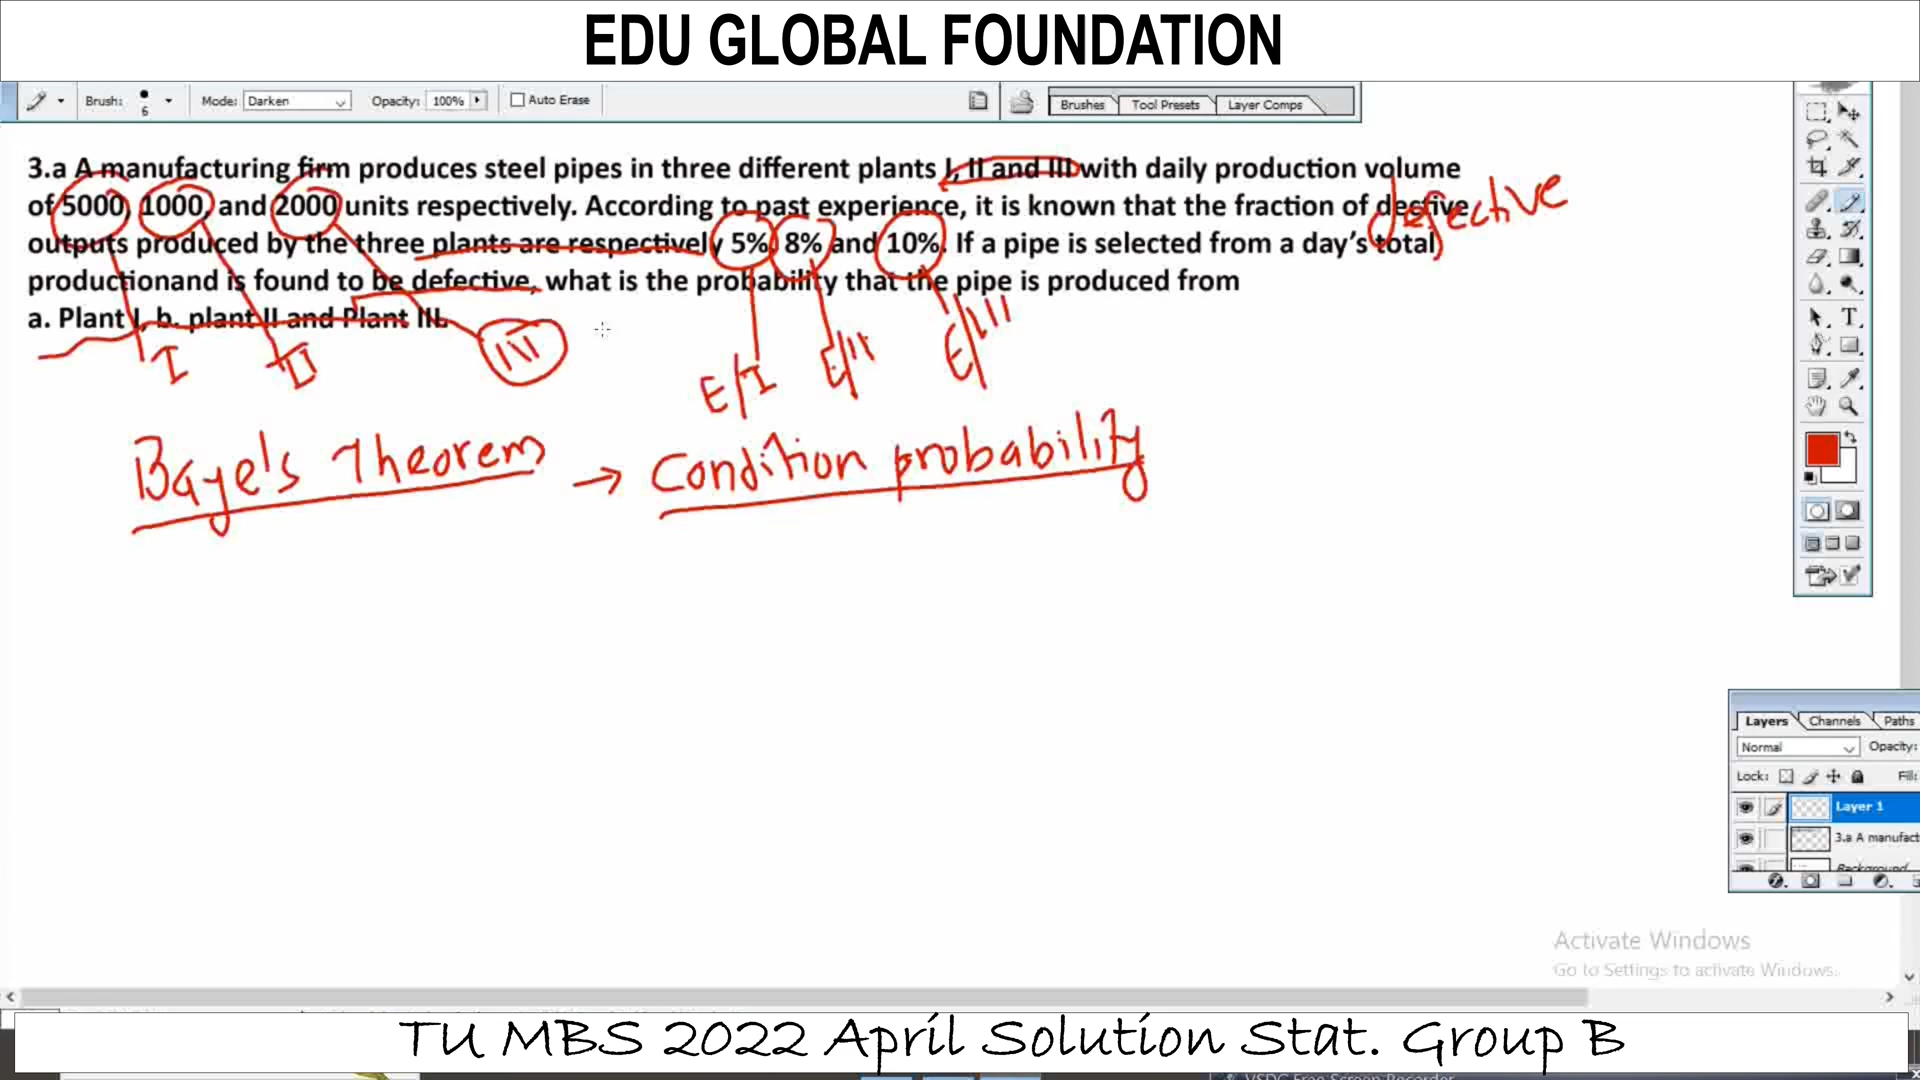 EDU GLOBAL FOUNDATION
Brush: 6 Mode: Darken Opacity: 100% Auto Erase Brushes Tool Presets Layer Comps
3.a A manufacturing firm produces steel pipes in three different plants I, II and III with daily production volume
of 5000, 1000, and 2000 units respectively. According to past experience, it is known that the fraction of dective
defective
outputs produced by the three plants are respectively 5% 8% and 10%. If a pipe is selected from a day's total
productionand is found to be defective, what is the probability that the pipe is produced from
a. Plant I, b. plant II and Plant III.
I II III E/I E/II E/III
Baye's Theorem → Condition probability
Layers Channels Paths
Normal Opacity:
Lock: Fill:
Layer 1
3.a A manufact
Background
Activate Windows
Go to Settings to activate Windows.
TU MBS 2022 April Solution Stat. Group B
VSDC Free Screen Recorder